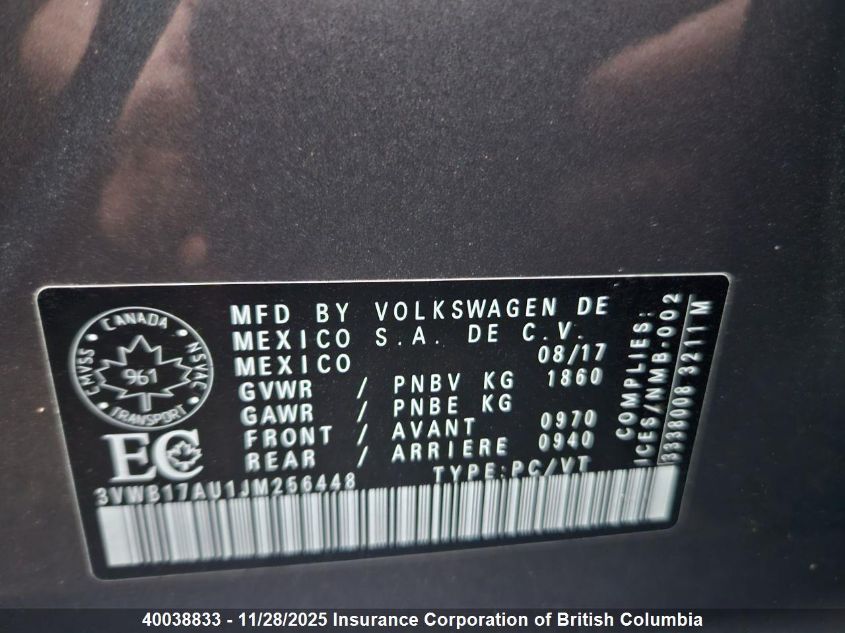 MFD BY VOLKSWAGEN DE
MEXICO S.A. DE C.V.
MEXICO 08/17
GVWR / PNBV KG 1860
GAWR / PNBE KG
FRONT / AVANT 0970
REAR / ARRIERE 0940
TYPE:PC/VT
3VWB17AU1JM256448
CANADA
CMVSS
NSVAC
961
TRANSPORT
EC
COMPLIES:
ICES/NMB-002
3338008 3211 M
40038833 - 11/28/2025 Insurance Corporation of British Columbia